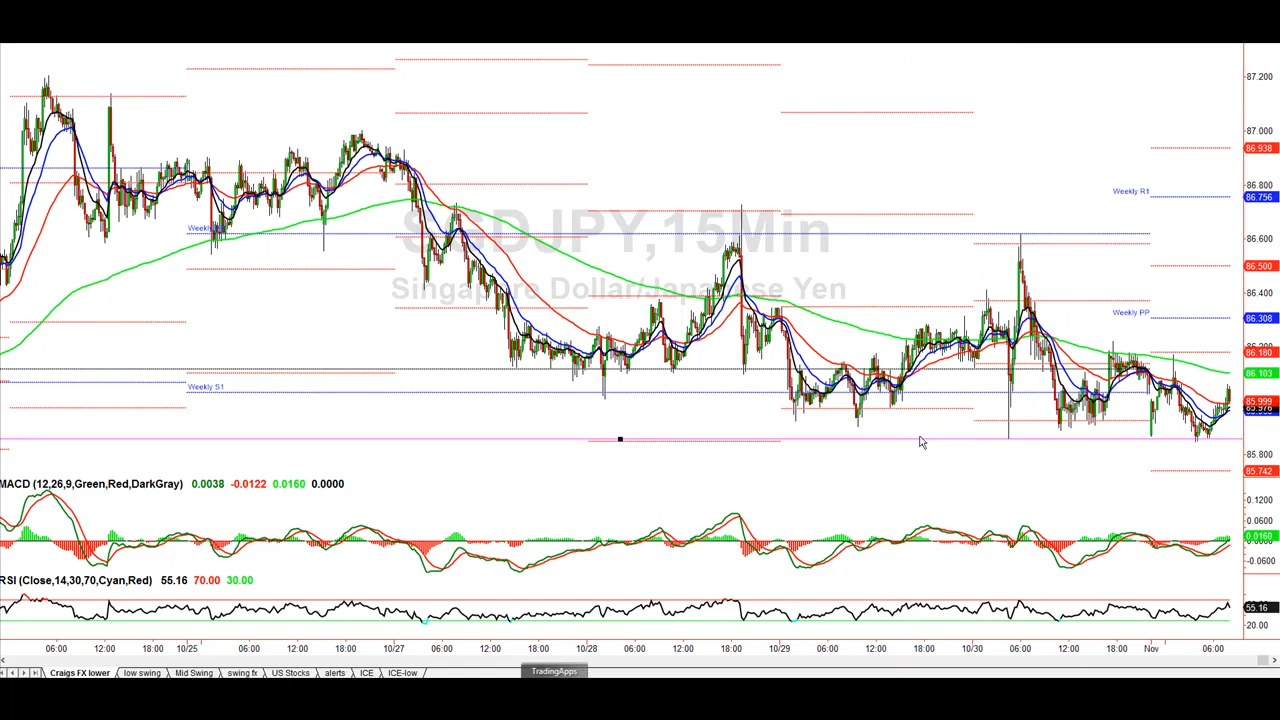 87.200
87.000
86.938
86.800
Weekly R1
86.756
Weekly
86.600
SGDJPY,15Min
86.500
Singapore Dollar/Japanese Yen
86.400
Weekly PP
86.308
86.180
86.103
Weekly S1
85.999
85.976
85.800
85.742
MACD (12,26,9,Green,Red,DarkGray) 0.0038 -0.0122 0.0160 0.0000
0.1200
0.0600
0.0160
-0.0600
RSI (Close,14,30,70,Cyan,Red) 55.16 70.00 30.00
55.16
20.00
06:00 12:00 18:00 10/25 06:00 12:00 18:00 10/27 06:00 12:00 18:00 10/28 06:00 12:00 18:00 10/29 06:00 12:00 18:00 10/30 06:00 12:00 18:00 Nov 06:00
Craigs FX lower low swing Mid Swing swing fx US Stocks alerts ICE ICE-low TradingApps